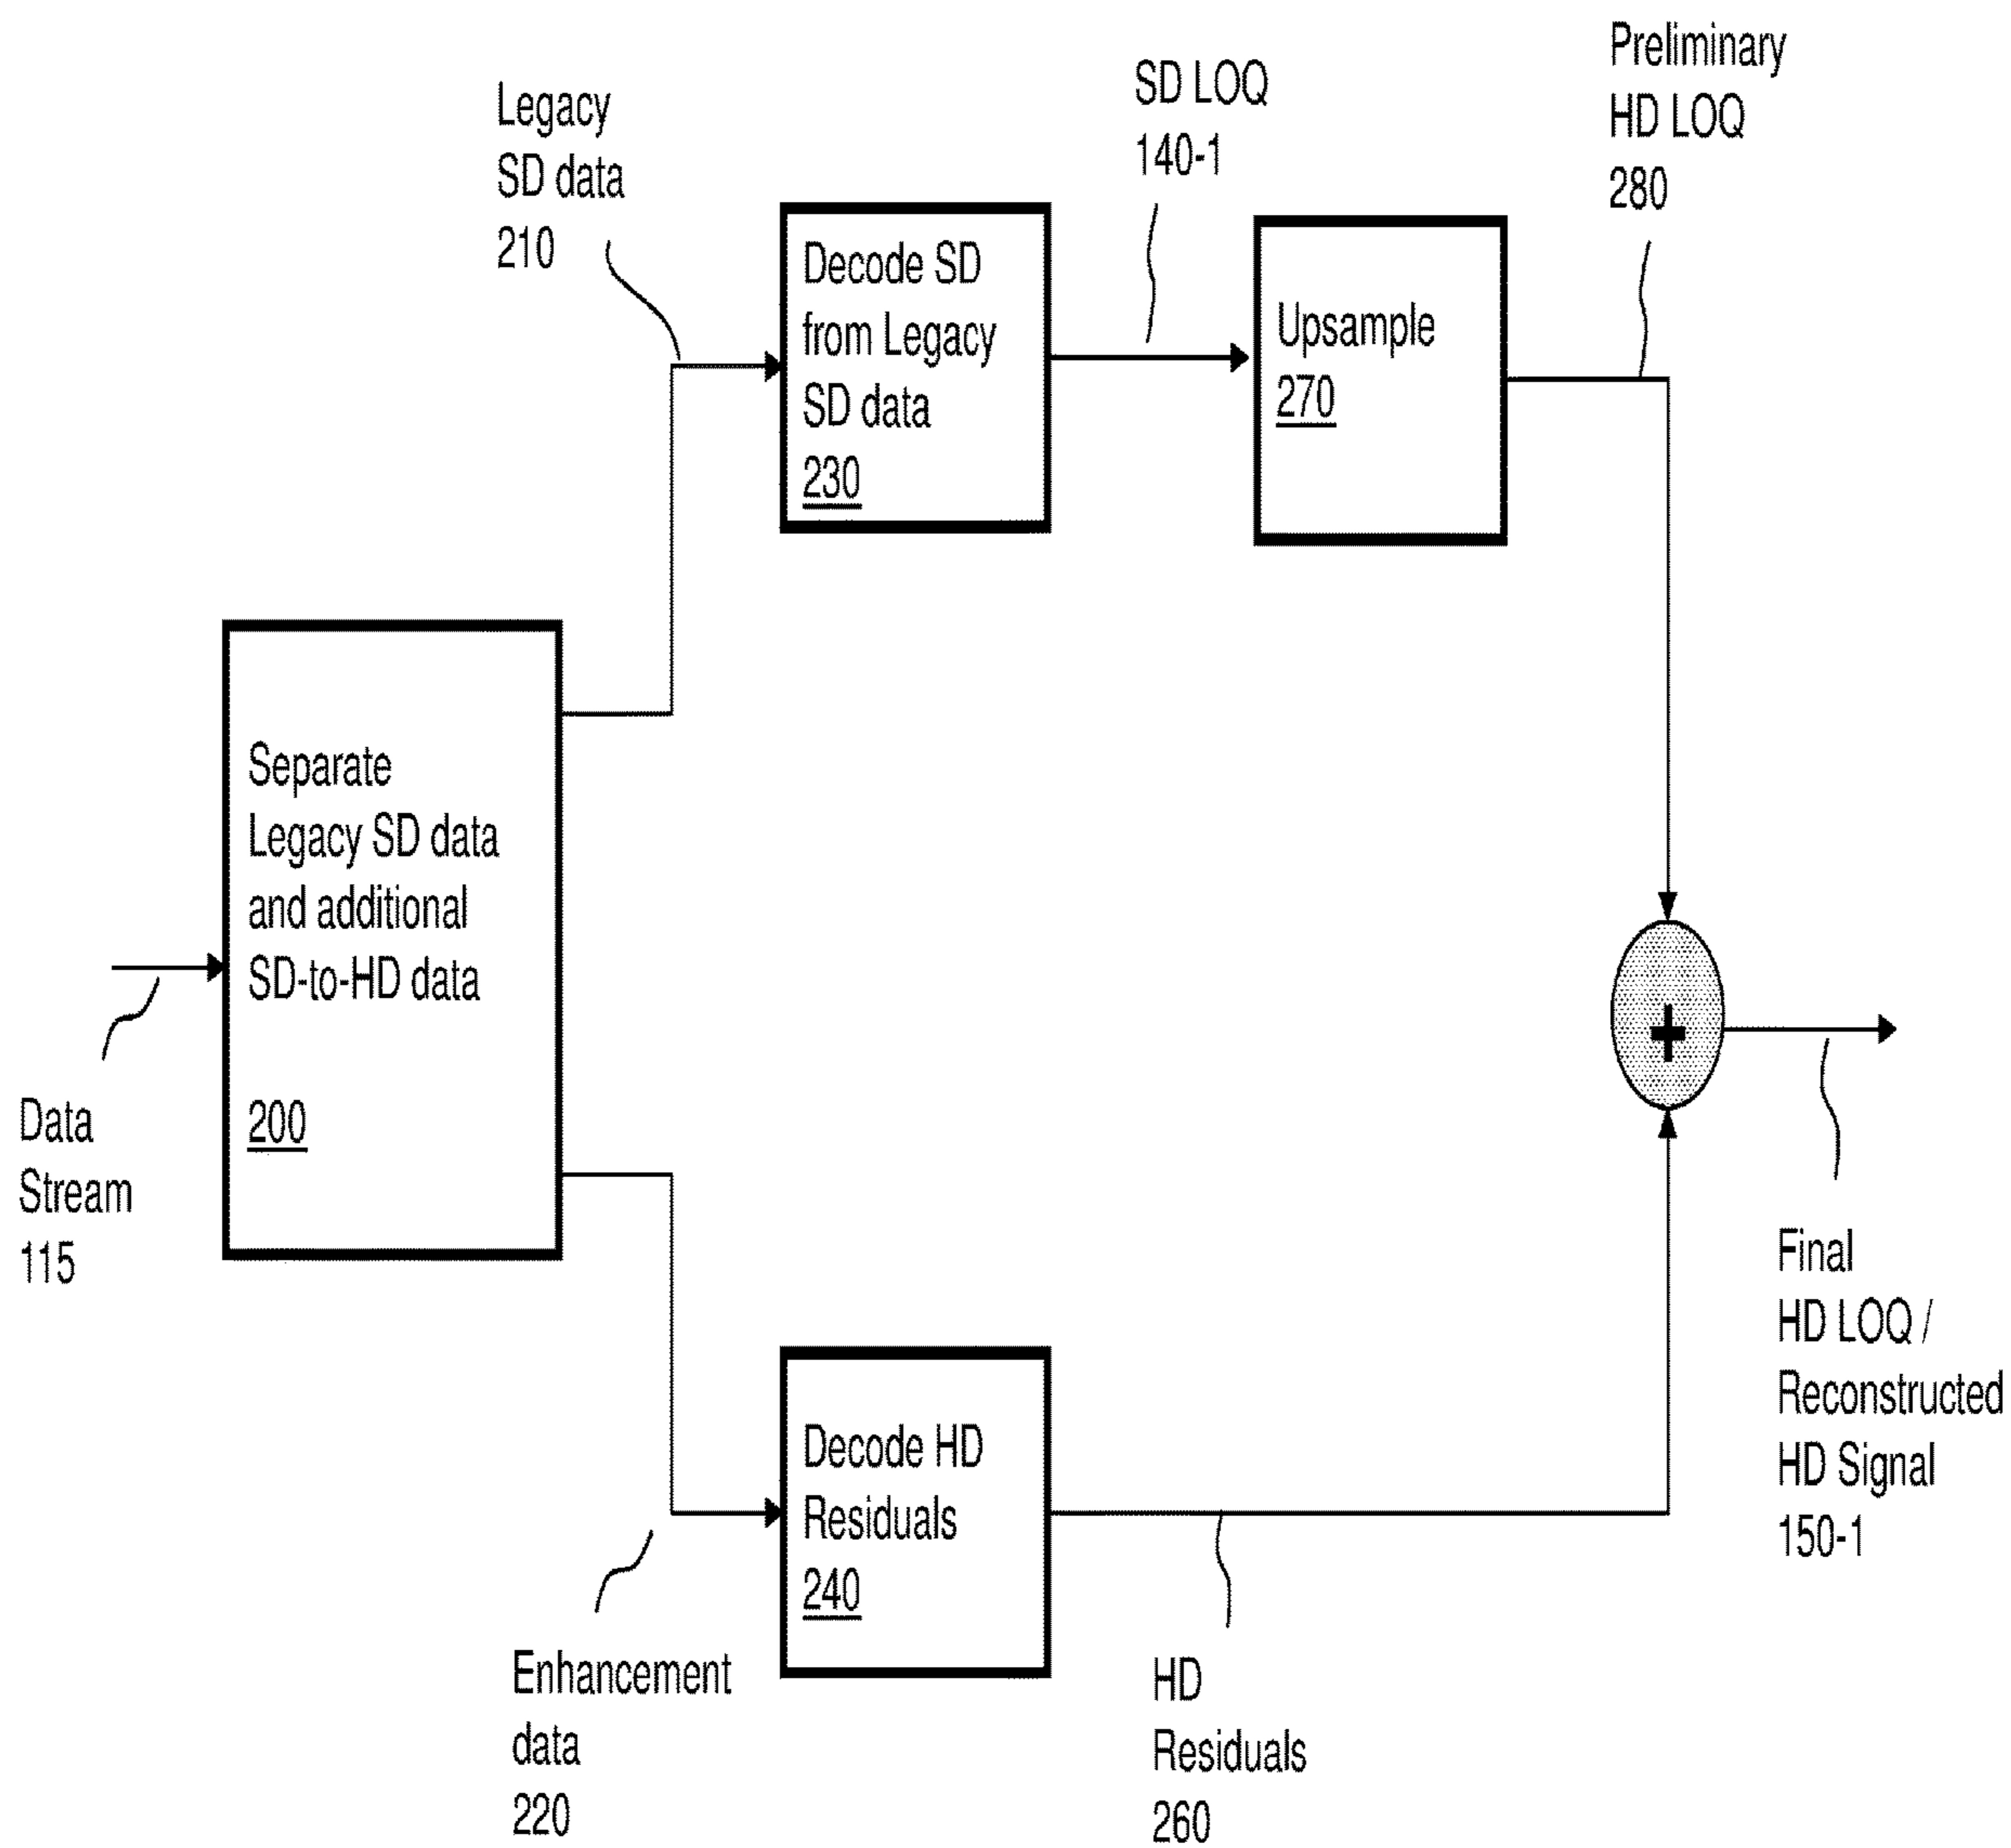 Legacy
SD data
210
SD LOQ
140-1
Preliminary
HD LOQ
280
Decode SD
from Legacy
SD data
230
Upsample
270
Separate
Legacy SD data
and additional
SD-to-HD data
200
Data
Stream
115
+
Final
HD LOQ /
Reconstructed
HD Signal
150-1
Decode HD
Residuals
240
Enhancement
data
220
HD
Residuals
260